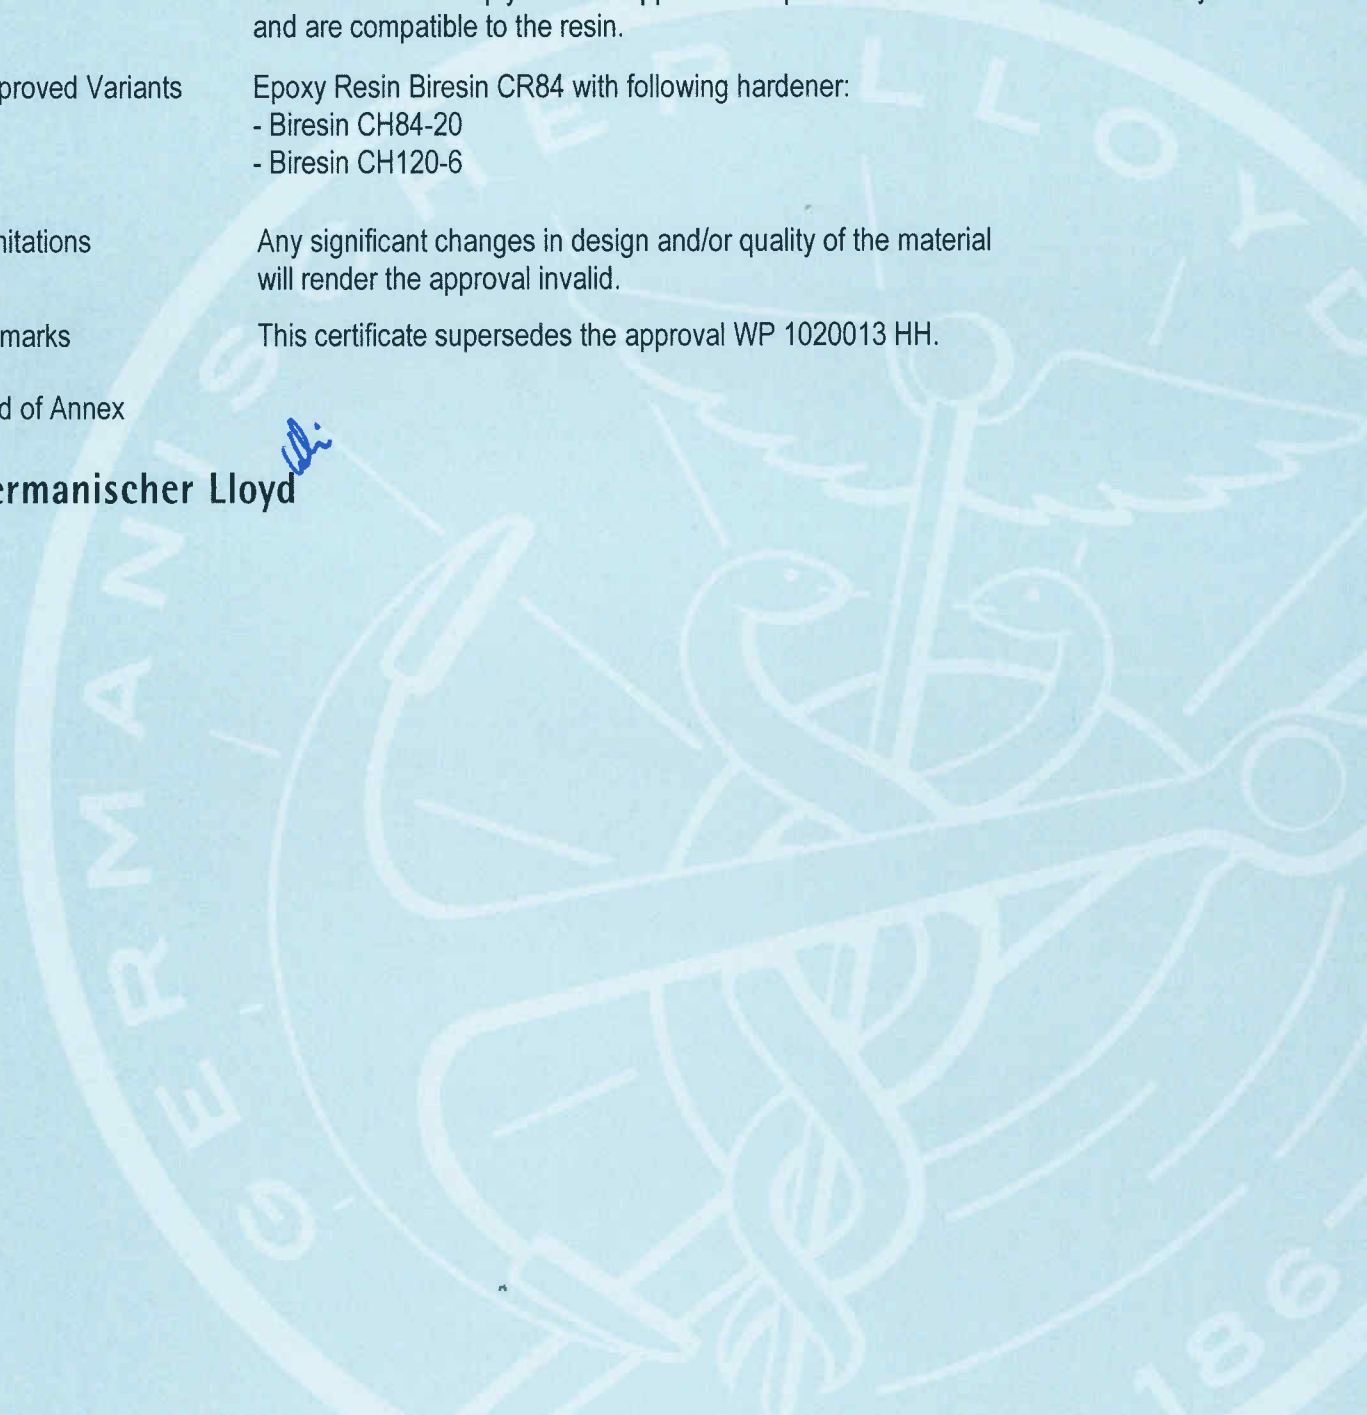 and are compatible to the resin.
proved Variants Epoxy Resin Biresin CR84 with following hardener:
- Biresin CH84-20
- Biresin CH120-6
nitations Any significant changes in design and/or quality of the material
will render the approval invalid.
marks This certificate supersedes the approval WP 1020013 HH.
d of Annex
ermanischer Lloyd
GERMANISCHER LLOYD
186